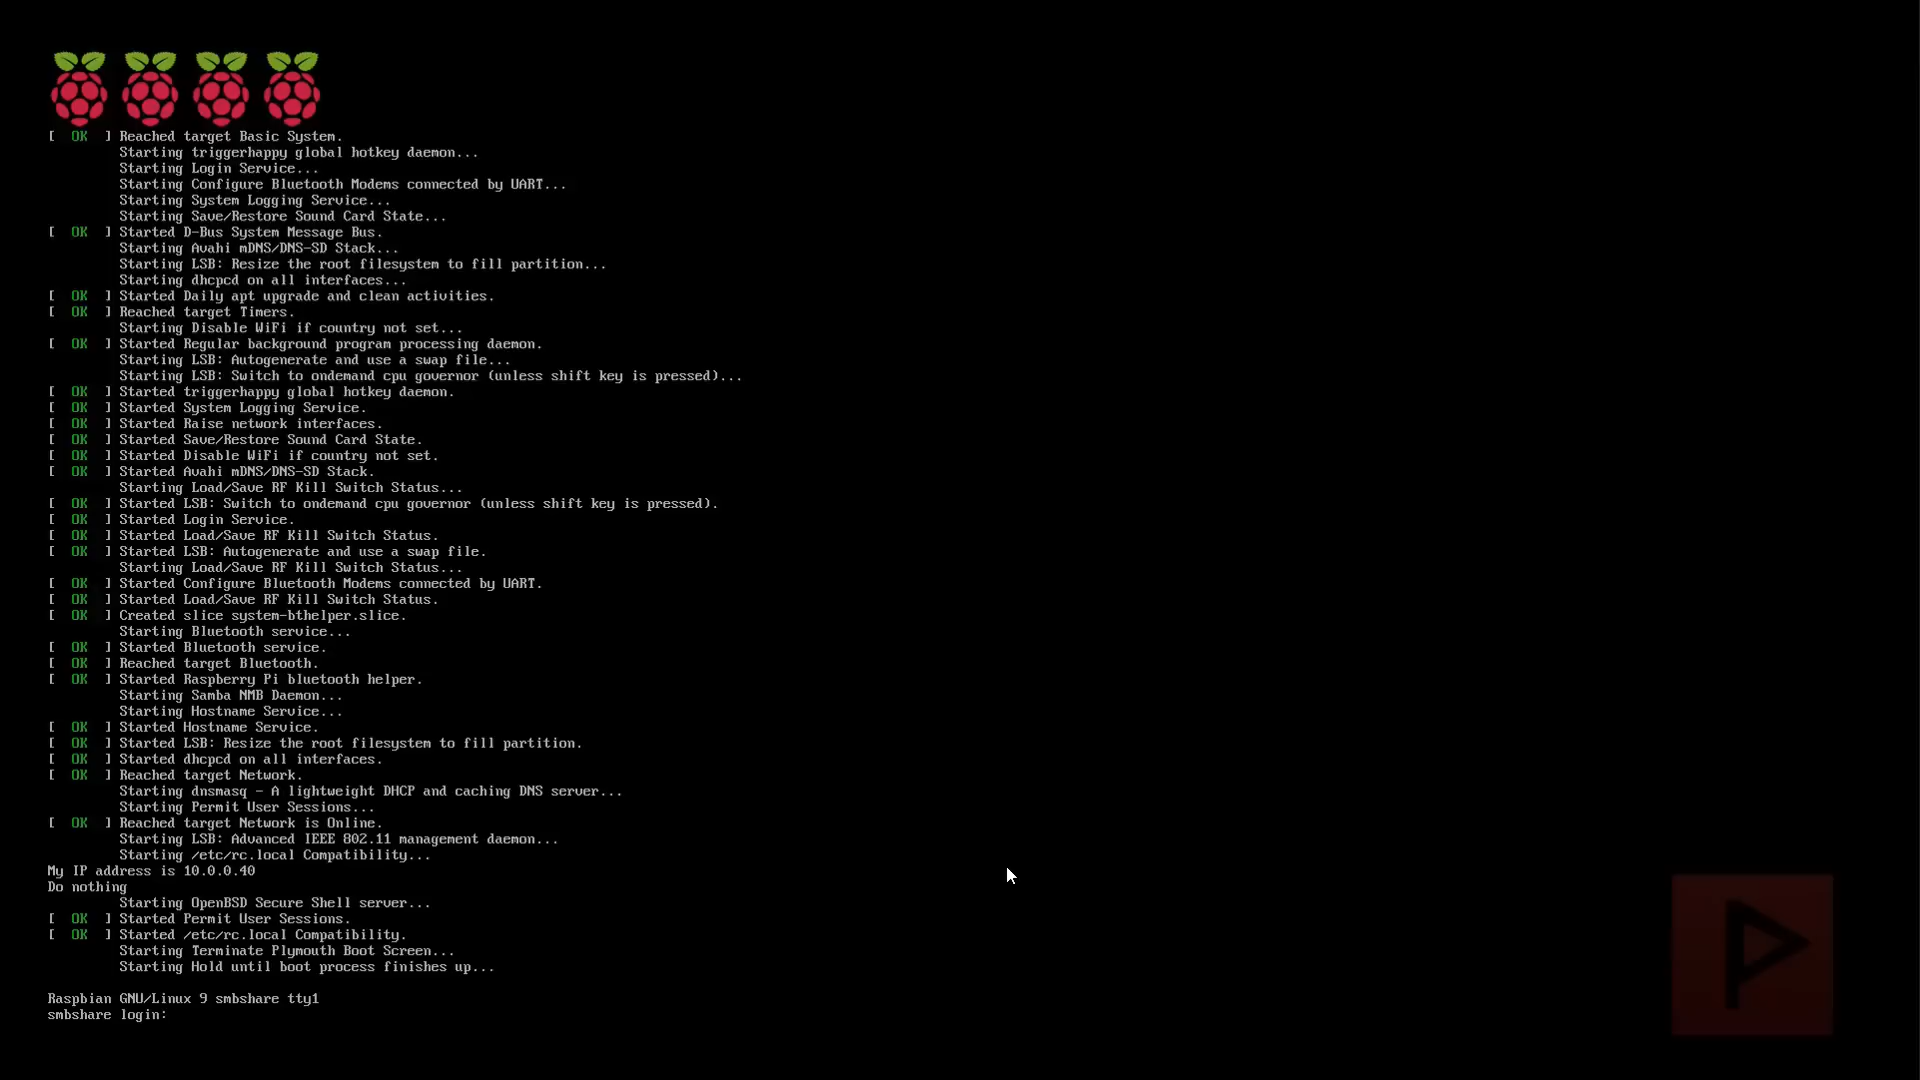 [  OK  ] Reached target Basic System.
         Starting triggerhappy global hotkey daemon...
         Starting Login Service...
         Starting Configure Bluetooth Modems connected by UART...
         Starting System Logging Service...
         Starting Save/Restore Sound Card State...
[  OK  ] Started D-Bus System Message Bus.
         Starting Avahi mDNS/DNS-SD Stack...
         Starting LSB: Resize the root filesystem to fill partition...
         Starting dhcpcd on all interfaces...
[  OK  ] Started Daily apt upgrade and clean activities.
[  OK  ] Reached target Timers.
         Starting Disable WiFi if country not set...
[  OK  ] Started Regular background program processing daemon.
         Starting LSB: Autogenerate and use a swap file...
         Starting LSB: Switch to ondemand cpu governor (unless shift key is pressed)...
[  OK  ] Started triggerhappy global hotkey daemon.
[  OK  ] Started System Logging Service.
[  OK  ] Started Raise network interfaces.
[  OK  ] Started Save/Restore Sound Card State.
[  OK  ] Started Disable WiFi if country not set.
[  OK  ] Started Avahi mDNS/DNS-SD Stack.
         Starting Load/Save RF Kill Switch Status...
[  OK  ] Started LSB: Switch to ondemand cpu governor (unless shift key is pressed).
[  OK  ] Started Login Service.
[  OK  ] Started Load/Save RF Kill Switch Status.
[  OK  ] Started LSB: Autogenerate and use a swap file.
         Starting Load/Save RF Kill Switch Status...
[  OK  ] Started Configure Bluetooth Modems connected by UART.
[  OK  ] Started Load/Save RF Kill Switch Status.
[  OK  ] Created slice system-bthelper.slice.
         Starting Bluetooth service...
[  OK  ] Started Bluetooth service.
[  OK  ] Reached target Bluetooth.
[  OK  ] Started Raspberry Pi bluetooth helper.
         Starting Samba NMB Daemon...
         Starting Hostname Service...
[  OK  ] Started Hostname Service.
[  OK  ] Started LSB: Resize the root filesystem to fill partition.
[  OK  ] Started dhcpcd on all interfaces.
[  OK  ] Reached target Network.
         Starting dnsmasq - A lightweight DHCP and caching DNS server...
         Starting Permit User Sessions...
[  OK  ] Reached target Network is Online.
         Starting LSB: Advanced IEEE 802.11 management daemon...
         Starting /etc/rc.local Compatibility...
My IP address is 10.0.0.40
Do nothing
         Starting OpenBSD Secure Shell server...
[  OK  ] Started Permit User Sessions.
[  OK  ] Started /etc/rc.local Compatibility.
         Starting Terminate Plymouth Boot Screen...
         Starting Hold until boot process finishes up...
Raspbian GNU/Linux 9 smbshare tty1
smbshare login:
P